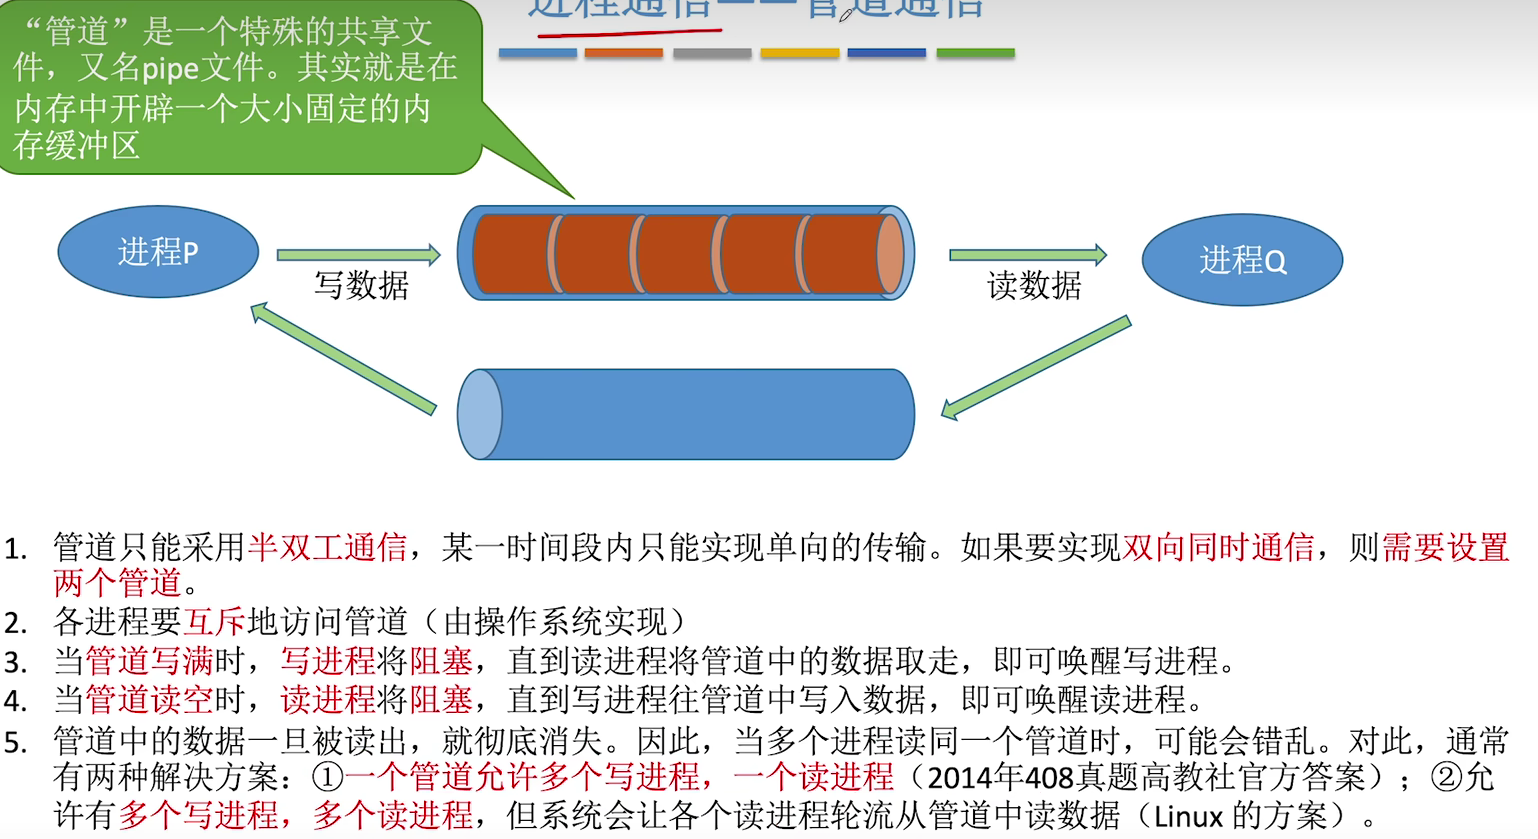 进程通信——管道通信
“管道”是一个特殊的共享文
件，又名pipe文件。其实就是在
内存中开辟一个大小固定的内
存缓冲区
进程P
写数据
读数据
进程Q
1. 管道只能采用半双工通信，某一时间段内只能实现单向的传输。如果要实现双向同时通信，则需要设置
两个管道。
2. 各进程要互斥地访问管道（由操作系统实现）
3. 当管道写满时，写进程将阻塞，直到读进程将管道中的数据取走，即可唤醒写进程。
4. 当管道读空时，读进程将阻塞，直到写进程往管道中写入数据，即可唤醒读进程。
5. 管道中的数据一旦被读出，就彻底消失。因此，当多个进程读同一个管道时，可能会错乱。对此，通常
有两种解决方案：①一个管道允许多个写进程，一个读进程（2014年408真题高教社官方答案）；②允
许有多个写进程，多个读进程，但系统会让各个读进程轮流从管道中读数据（Linux 的方案）。